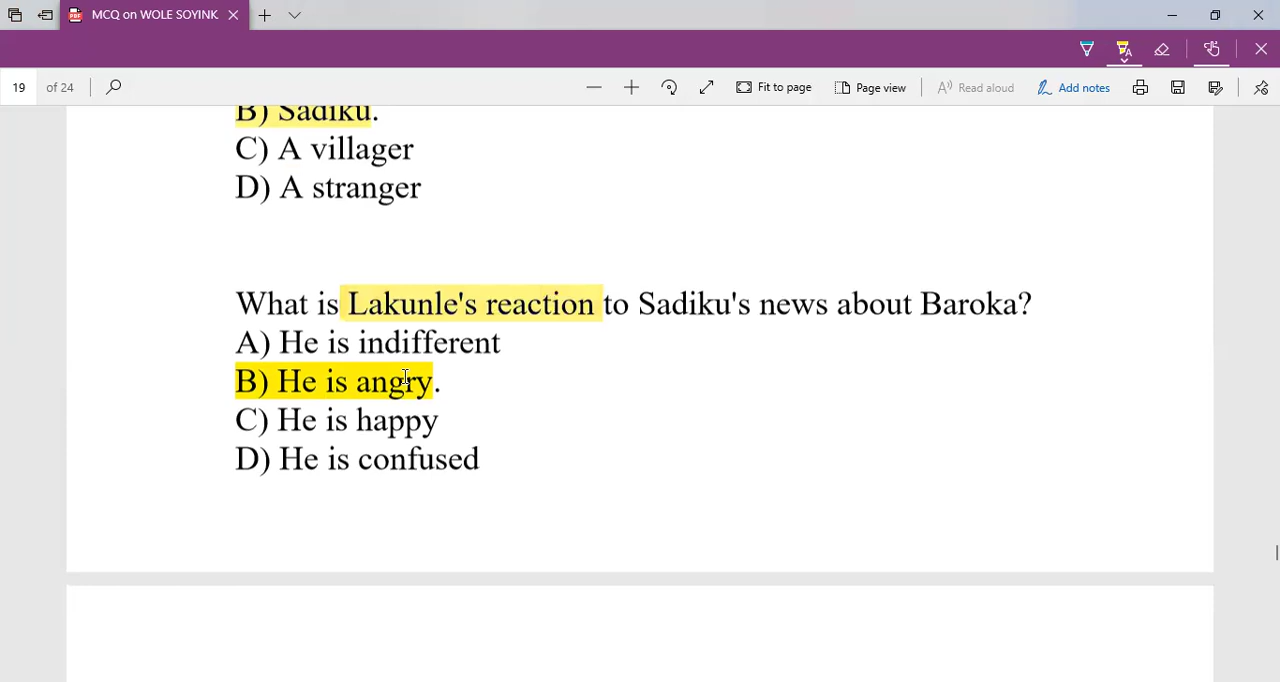 MCQ on WOLE SOYINK
19 of 24
Fit to page
Page view
Read aloud
Add notes
B) Sadiku.
C) A villager
D) A stranger
What is Lakunle's reaction to Sadiku's news about Baroka?
A) He is indifferent
B) He is angry.
C) He is happy
D) He is confused